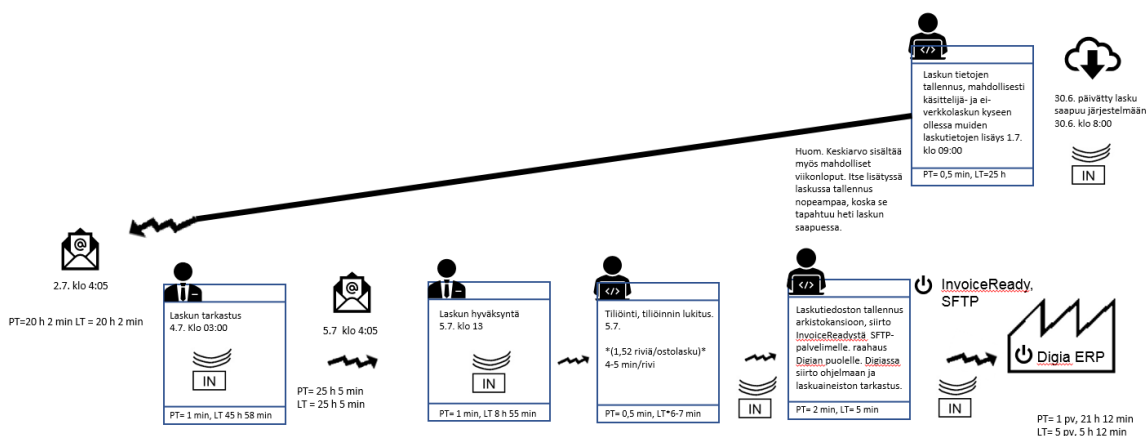 Laskun tietojen
tallennus, mahdollisesti
käsittelijä- ja ei-
verkkolaskun kyseen
ollessa muiden
laskutietojen lisäys 1.7.
klo 09:00
PT= 0,5 min, LT=25 h
30.6. päivätty lasku
saapuu järjestelmään
30.6. klo 8:00
IN
Huom. Keskiarvo sisältää
myös mahdolliset
viikonloput. Itse lisätyssä
laskussa tallennus
nopeampaa, koska se
tapahtuu heti laskun
saapuessa.
2.7. klo 4:05
PT=20 h 2 min LT = 20 h 2 min
Laskun tarkastus
4.7. Klo 03:00
IN
PT= 1 min, LT 45 h 58 min
5.7 klo 4:05
PT= 25 h 5 min
LT = 25 h 5 min
Laskun hyväksyntä
5.7. klo 13
IN
PT= 1 min, LT 8 h 55 min
Tiliöinti, tiliöinnin lukitus.
5.7.
*(1,52 riviä/ostolasku)*
4-5 min/rivi
PT= 0,5 min, LT*6-7 min
IN
Laskutiedoston tallennus
arkistokansioon, siirto
InvoiceReadystä SFTP-
palvelimelle. raahaus
Digian puolelle. Digiassa
siirto ohjelmaan ja
laskuaineiston tarkastus.
PT= 2 min, LT= 5 min
InvoiceReady,
SFTP
IN
Digia ERP
PT= 1 pv, 21 h 12 min
LT= 5 pv, 5 h 12 min